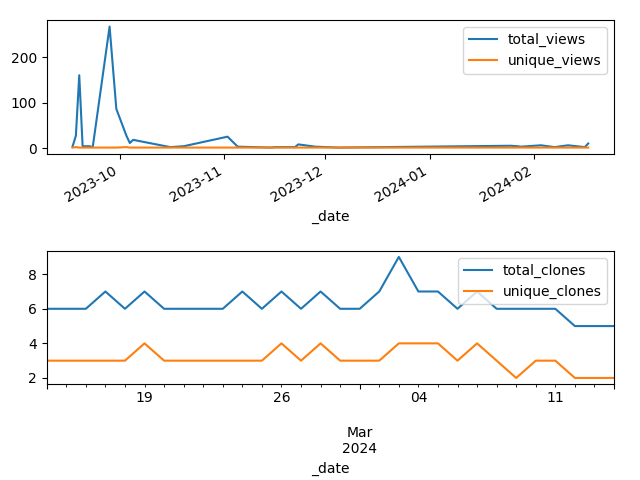 total_views
unique_views
200
100
0
2023-10
2023-11
2023-12
2024-01
2024-02
_date
total_clones
unique_clones
8
6
4
2
19
26
04
11
Mar
2024
_date